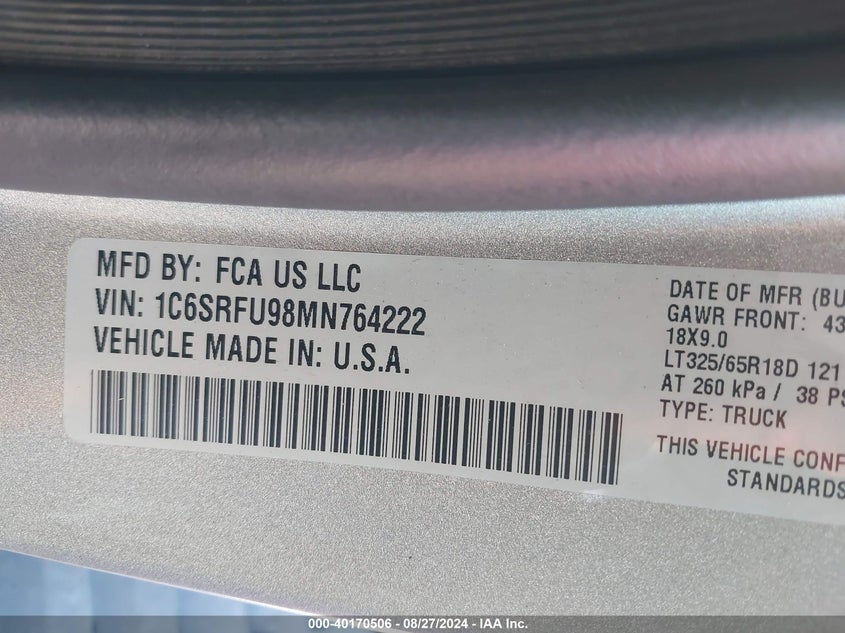 MFD BY: FCA US LLC
VIN: 1C6SRFU98MN764222
VEHICLE MADE IN: U.S.A.
DATE OF MFR (BU
GAWR FRONT: 43
18X9.0
LT325/65R18D 121
AT 260 kPa / 38 PS
TYPE: TRUCK
THIS VEHICLE CONF
STANDARDS
000-40170506 - 08/27/2024 - IAA Inc.